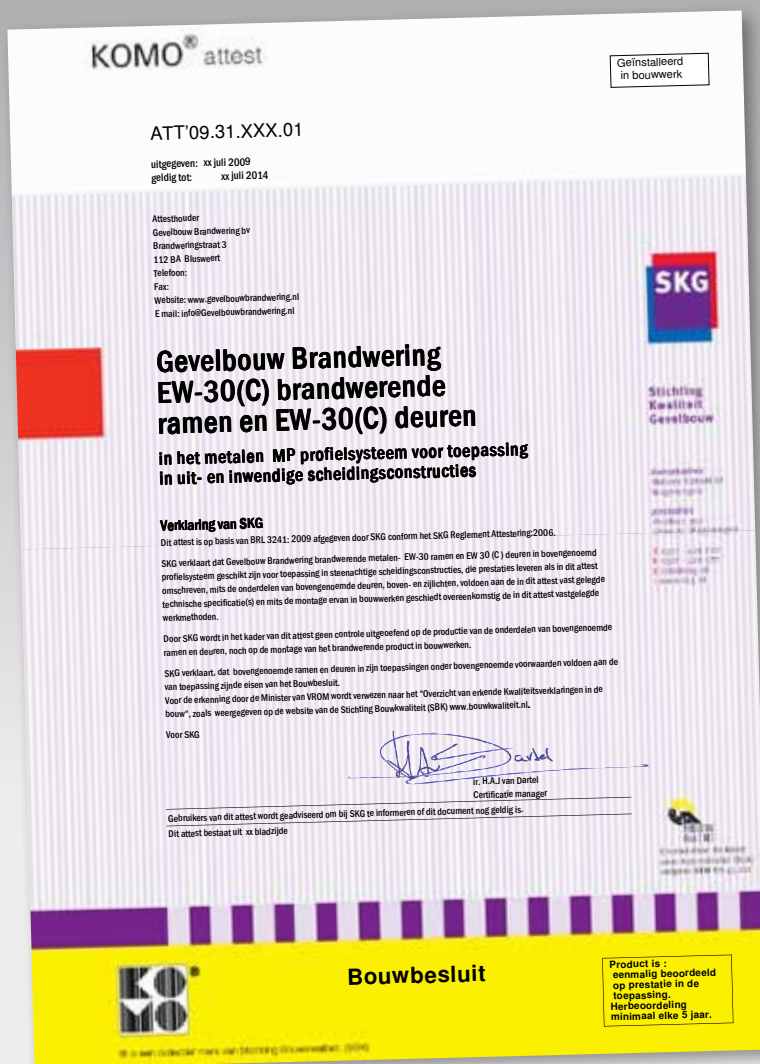 KOMO® attest
Geïnstalleerd
in bouwwerk
ATT'09.31.XXX.01
uitgegeven: xx juli 2009
geldig tot: xx juli 2014
Attesthouder
Gevelbouw Brandwering bv
Brandweringstraat 3
112 BA Blusweert
Telefoon:
Fax:
Website: www.gevelbouwbrandwering.nl
E mail: info@Gevelbouwbrandwering.nl
SKG
Stichting
Kwaliteit
Gevelbouw
Gevelbouw Brandwering
EW-30(C) brandwerende
ramen en EW-30(C) deuren
in het metalen MP profielsysteem voor toepassing
in uit- en inwendige scheidingsconstructies
Verklaring van SKG
Dit attest is op basis van BRL 3241: 2009 afgegeven door SKG conform het SKG Reglement Attestering:2006.
SKG verklaart dat Gevelbouw Brandwering brandwerende metalen- EW-30 ramen en EW 30 (C ) deuren in bovengenoemd
profielsysteem geschikt zijn voor toepassing in steenachtige scheidingsconstructies, die prestaties leveren als in dit attest
omschreven, mits de onderdelen van bovengenoemde deuren, boven- en zijlichten, voldoen aan de in dit attest vast gelegde
technische specificatie(s) en mits de montage ervan in bouwwerken geschiedt overeenkomstig de in dit attest vastgelegde
werkmethoden.
Door SKG wordt in het kader van dit attest geen controle uitgeoefend op de productie van de onderdelen van bovengenoemde
ramen en deuren, noch op de montage van het brandwerende product in bouwwerken.
SKG verklaart, dat bovengenoemde ramen en deuren in zijn toepassingen onder bovengenoemde voorwaarden voldoen aan de
van toepassing zijnde eisen van het Bouwbesluit.
Voor de erkenning door de Minister van VROM wordt verwezen naar het "Overzicht van erkende Kwaliteitsverklaringen in de
bouw", zoals weergegeven op de website van de Stichting Bouwkwaliteit (SBK) www.bouwkwaliteit.nl.
Voor SKG
Dartel
Ir. H.A.J van Dartel
Certificatie manager
Gebruikers van dit attest wordt geadviseerd om bij SKG te informeren of dit document nog geldig is.
Dit attest bestaat uit xx bladzijde
KOMO®
Bouwbesluit
Product is :
eenmalig beoordeeld
op prestatie in de
toepassing.
Herbeoordeling
minimaal elke 5 jaar.